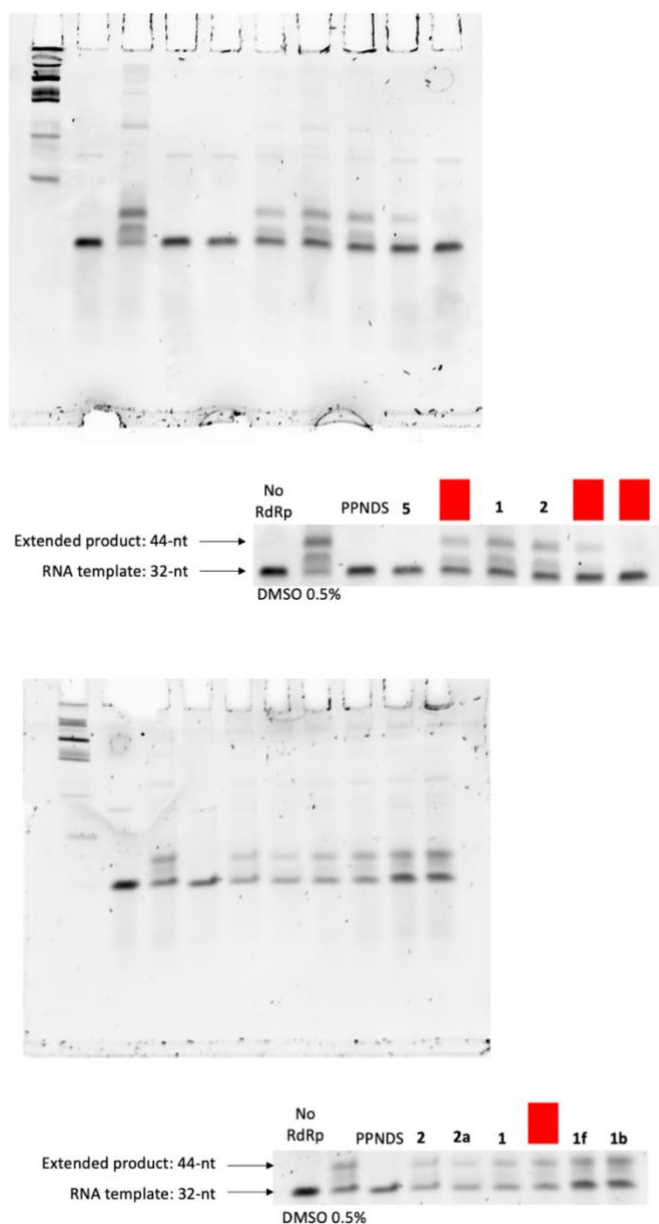 No
RdRp
PPNDS 5 1 2
Extended product: 44-nt
RNA template: 32-nt
DMSO 0.5%
No
RdRp
PPNDS 2 2a 1 1f 1b
Extended product: 44-nt
RNA template: 32-nt
DMSO 0.5%